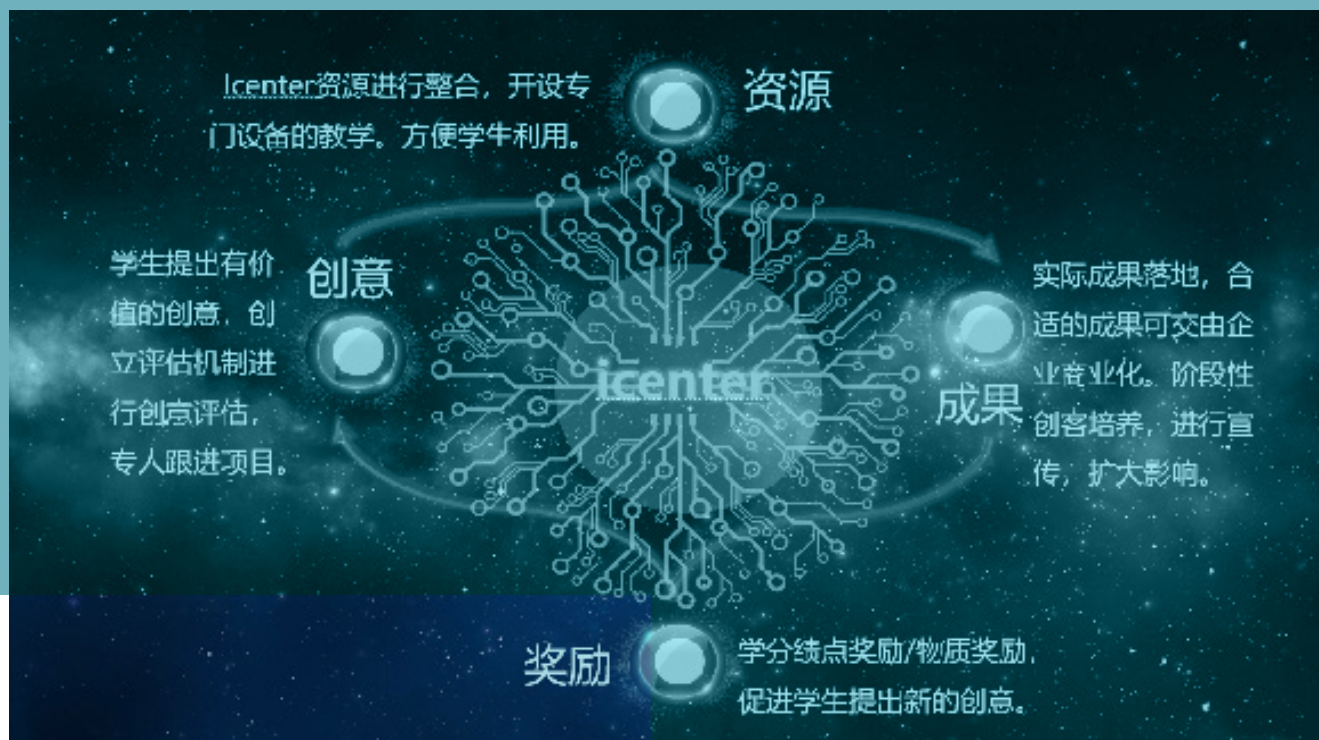 Icenter资源进行整合，开设专
门设备的教学。方便学生利用。
资源
创意
学生提出有价
值的创意，创
立评估机制进
行创意评估，
专人跟进项目。
icenter
成果
实际成果落地，合
适的成果可交由企
业商业化。阶段性
创客培养，进行宣
传，扩大影响。
奖励
学分绩点奖励/物质奖励，
促进学生提出新的创意。